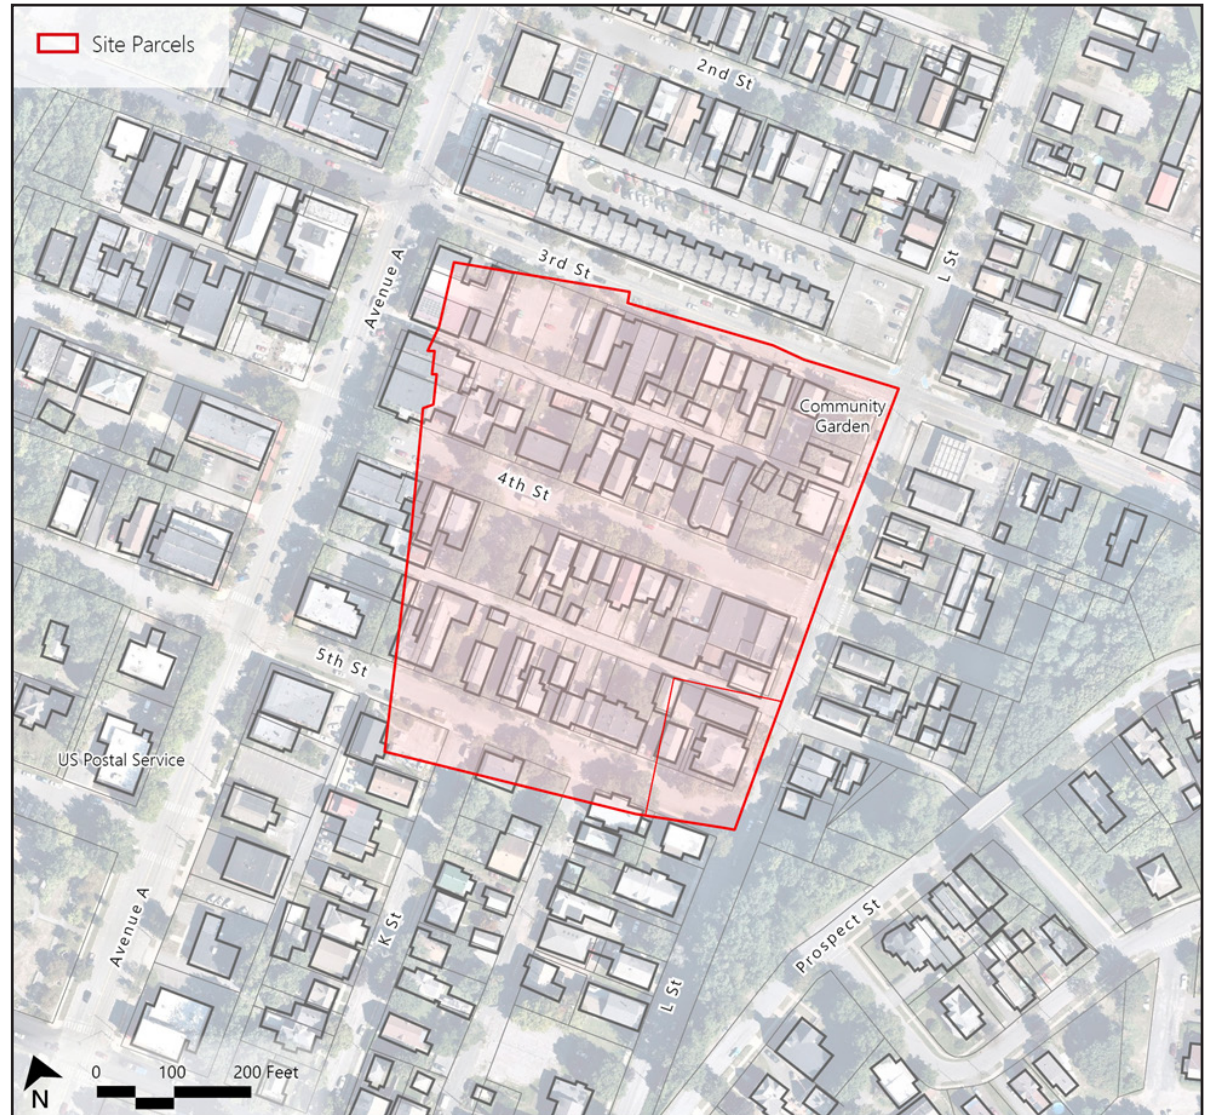 Site Parcels
2nd St
L St
Avenue A
3rd St
Community
Garden
4th St
5th St
US Postal Service
Avenue A
K St
L St
Prospect St
0 100 200 Feet
N